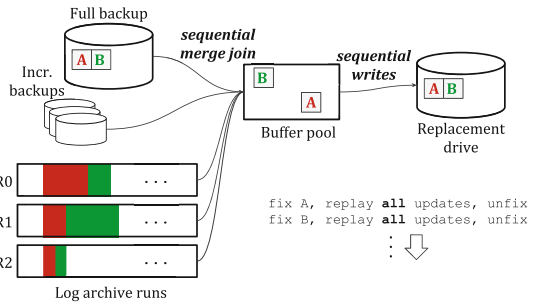 Full backup
A B
sequential
merge join
sequential
writes
Incr.
backups
B
A
A B
Buffer pool
Replacement
drive
R0
...
R1
...
R2
...
Log archive runs
fix A, replay all updates, unfix
fix B, replay all updates, unfix